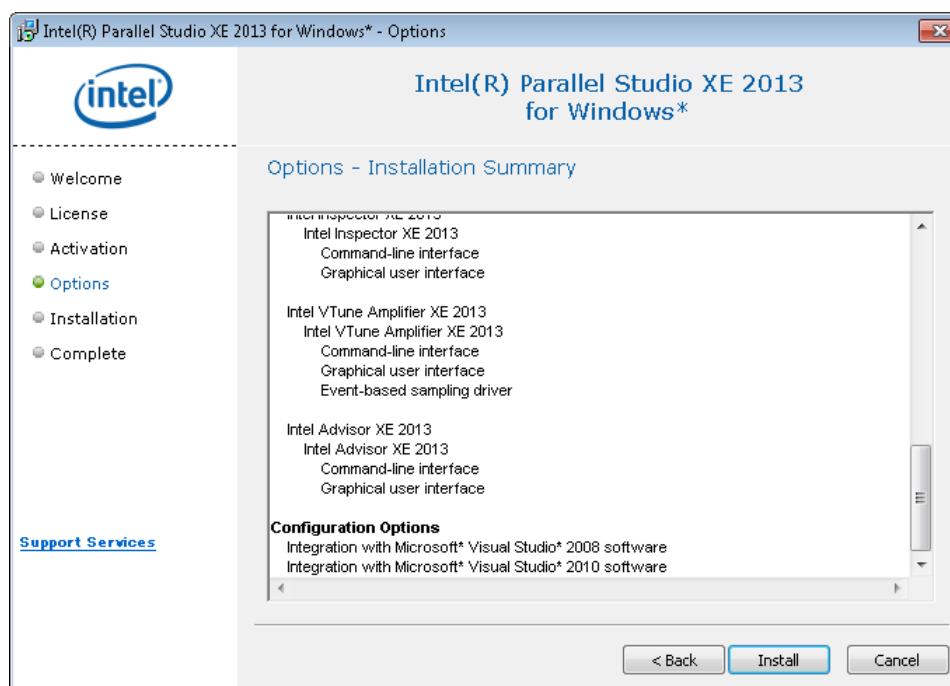 Intel(R) Parallel Studio XE 2013 for Windows* - Options
intel
Intel(R) Parallel Studio XE 2013
for Windows*
Welcome
License
Activation
Options
Installation
Complete
Support Services
Options - Installation Summary
Intel Inspector XE 2013
Intel Inspector XE 2013
Command-line interface
Graphical user interface
Intel VTune Amplifier XE 2013
Intel VTune Amplifier XE 2013
Command-line interface
Graphical user interface
Event-based sampling driver
Intel Advisor XE 2013
Intel Advisor XE 2013
Command-line interface
Graphical user interface
Configuration Options
Integration with Microsoft* Visual Studio* 2008 software
Integration with Microsoft* Visual Studio* 2010 software
< Back
Install
Cancel